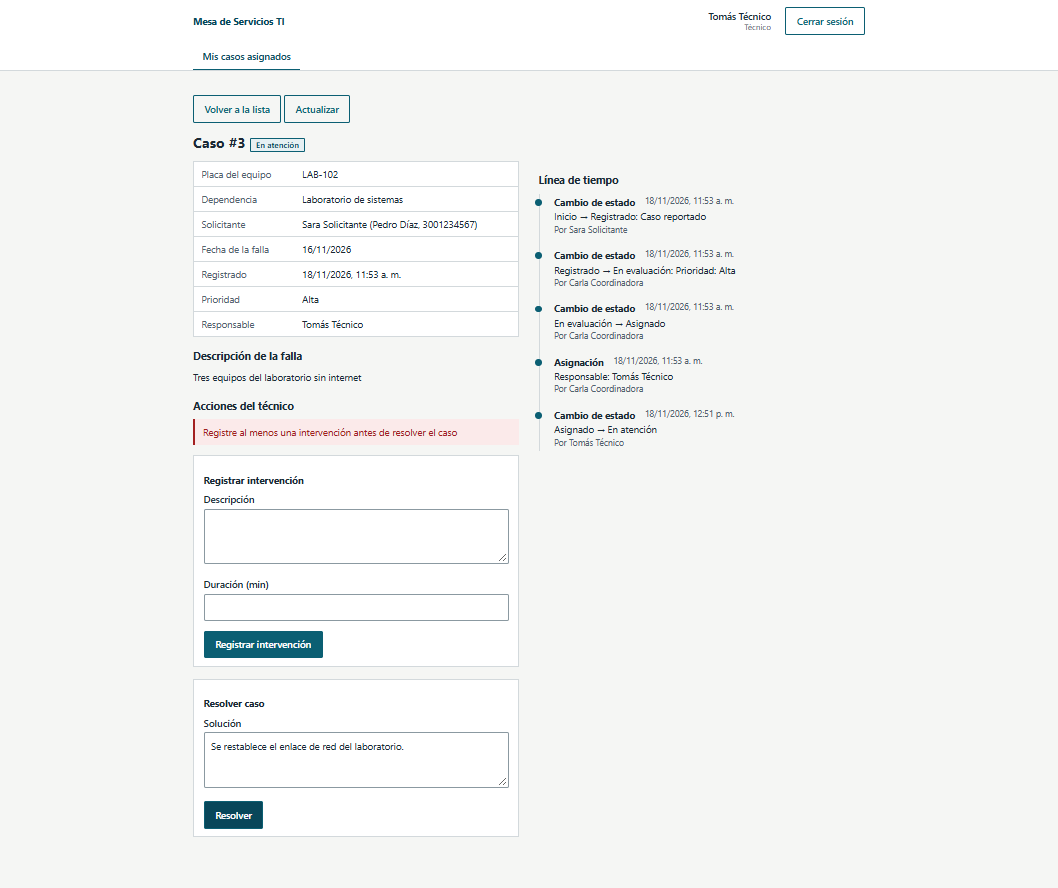 Mesa de Servicios TI
Tomás Técnico
Técnico
Cerrar sesión
Mis casos asignados
Volver a la lista
Actualizar
Caso #3
En atención
Placa del equipo LAB-102
Dependencia Laboratorio de sistemas
Solicitante Sara Solicitante (Pedro Díaz, 3001234567)
Fecha de la falla 16/11/2026
Registrado 18/11/2026, 11:53 a. m.
Prioridad Alta
Responsable Tomás Técnico
Descripción de la falla
Tres equipos del laboratorio sin internet
Acciones del técnico
Registre al menos una intervención antes de resolver el caso
Registrar intervención
Descripción
Duración (min)
Registrar intervención
Resolver caso
Solución
Se restablece el enlace de red del laboratorio.
Resolver
Línea de tiempo
Cambio de estado 18/11/2026, 11:53 a. m.
Inicio → Registrado: Caso reportado
Por Sara Solicitante
Cambio de estado 18/11/2026, 11:53 a. m.
Registrado → En evaluación: Prioridad: Alta
Por Carla Coordinadora
Cambio de estado 18/11/2026, 11:53 a. m.
En evaluación → Asignado
Por Carla Coordinadora
Asignación 18/11/2026, 11:53 a. m.
Responsable: Tomás Técnico
Por Carla Coordinadora
Cambio de estado 18/11/2026, 12:51 p. m.
Asignado → En atención
Por Tomás Técnico